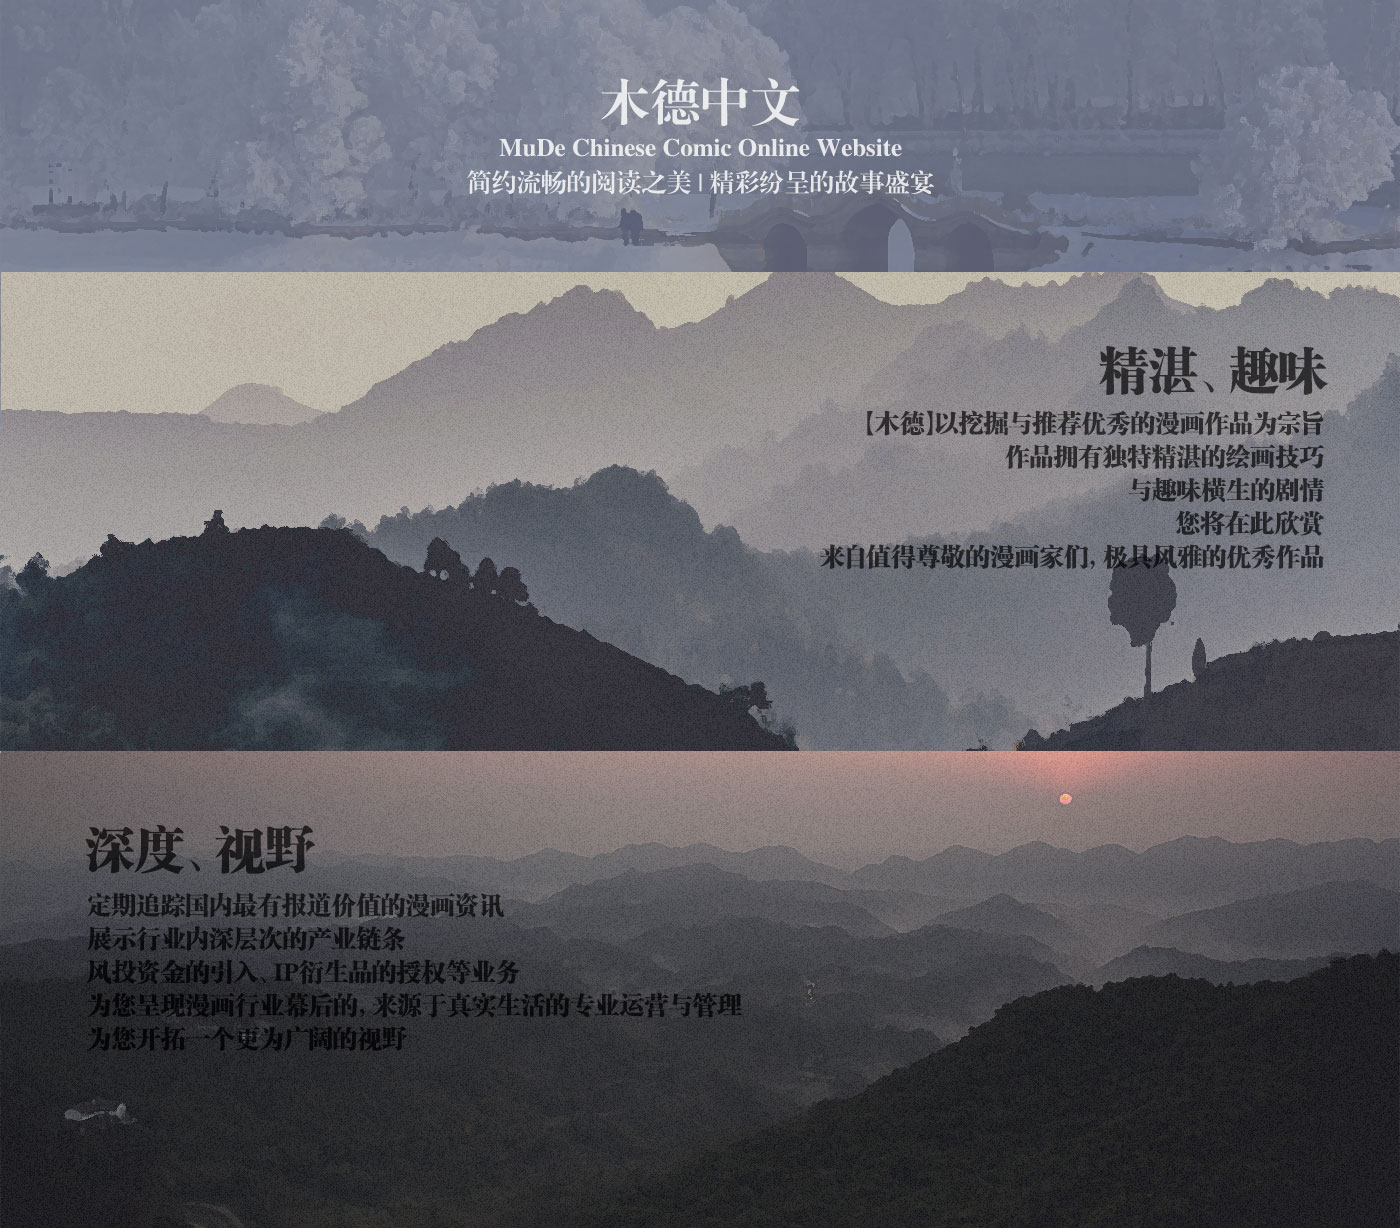 木德中文
MuDe Chinese Comic Online Website
简约流畅的阅读之美 | 精彩纷呈的故事盛宴
精湛、趣味
【木德】以挖掘与推荐优秀的漫画作品为宗旨
作品拥有独特精湛的绘画技巧
与趣味横生的剧情
您将在此欣赏
来自值得尊敬的漫画家们, 极具风雅的优秀作品
深度、视野
定期追踪国内最有报道价值的漫画资讯
展示行业内深层次的产业链条
风投资金的引入、IP衍生品的授权等业务
为您呈现漫画行业幕后的, 来源于真实生活的专业运营与管理
为您开拓一个更为广阔的视野